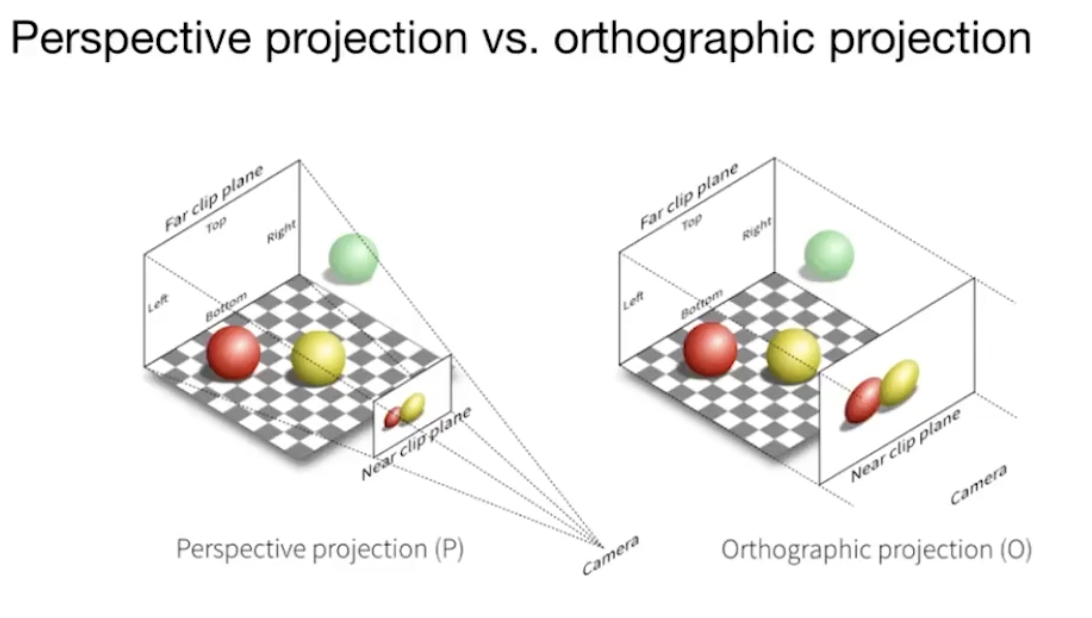 Perspective projection vs. orthographic projection
Far clip plane
Top
Right
Left
Bottom
Near clip plane
Camera
Perspective projection (P)
Far clip plane
Top
Right
Left
Bottom
Near clip plane
Camera
Orthographic projection (O)